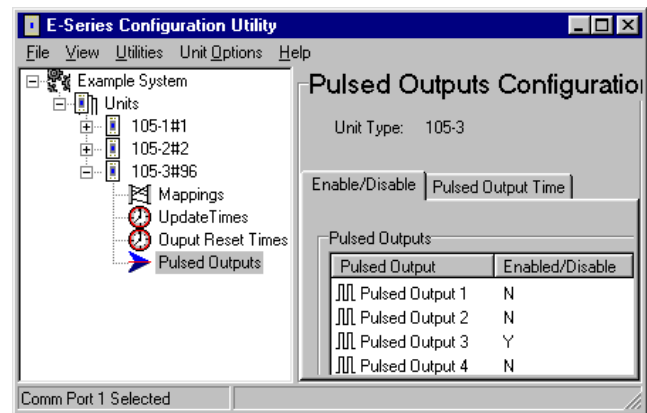 E-Series Configuration Utility
File View Utilities Unit Options Help
Example System
Units
105-1#1
105-2#2
105-3#96
Mappings
UpdateTimes
Ouput Reset Times
Pulsed Outputs
Pulsed Outputs Configuratio
Unit Type: 105-3
Enable/Disable Pulsed Output Time
Pulsed Outputs
Pulsed Output Enabled/Disable
Pulsed Output 1 N
Pulsed Output 2 N
Pulsed Output 3 Y
Pulsed Output 4 N
Comm Port 1 Selected